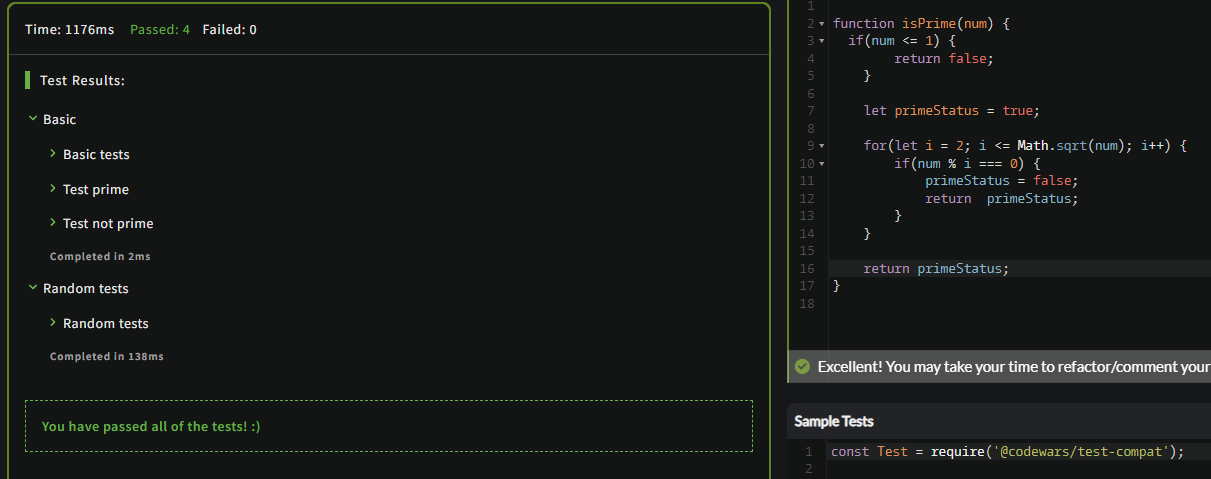 Time: 1176ms Passed: 4 Failed: 0
Test Results:
Basic
Basic tests
Test prime
Test not prime
Completed in 2ms
Random tests
Random tests
Completed in 138ms
You have passed all of the tests! :)
1
2 function isPrime(num) {
3 if(num <= 1) {
4 return false;
5 }
6
7 let primeStatus = true;
8
9 for(let i = 2; i <= Math.sqrt(num); i++) {
10 if(num % i === 0) {
11 primeStatus = false;
12 return  primeStatus;
13 }
14 }
15
16 return primeStatus;
17 }
18
Excellent! You may take your time to refactor/comment your
Sample Tests
1 const Test = require('@codewars/test-compat');
2